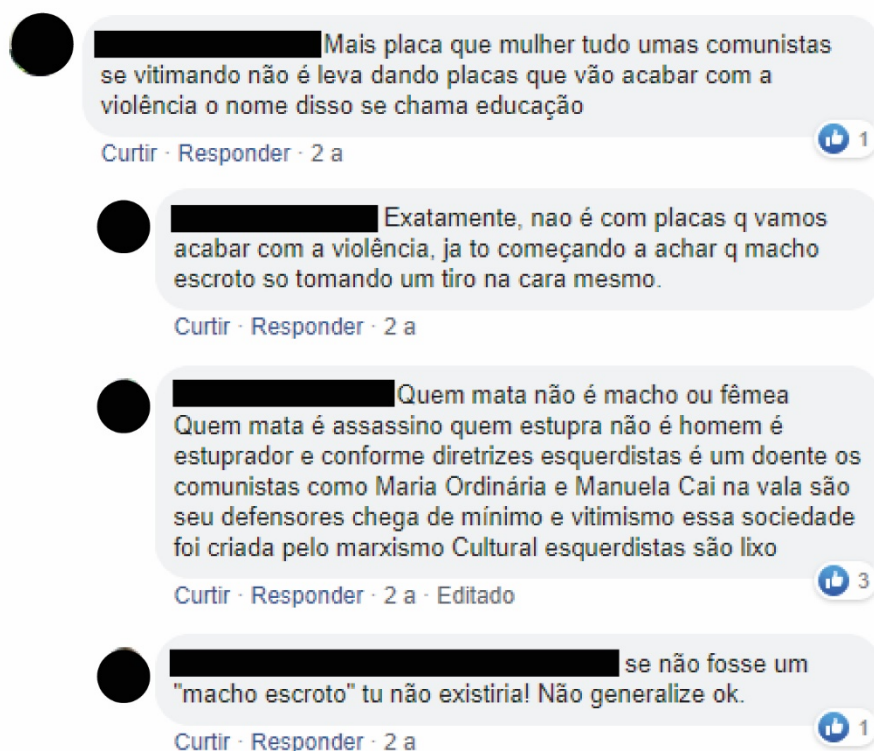 Mais placa que mulher tudo umas comunistas
se vitimando não é leva dando placas que vão acabar com a
violência o nome disso se chama educação
1
Curtir · Responder · 2 a
Exatamente, nao é com placas q vamos
acabar com a violência, ja to começando a achar q macho
escroto so tomando um tiro na cara mesmo.
Curtir · Responder · 2 a
Quem mata não é macho ou fêmea
Quem mata é assassino quem estupra não é homem é
estuprador e conforme diretrizes esquerdistas é um doente os
comunistas como Maria Ordinária e Manuela Cai na vala são
seu defensores chega de mínimo e vitimismo essa sociedade
foi criada pelo marxismo Cultural esquerdistas são lixo
3
Curtir · Responder · 2 a · Editado
se não fosse um
"macho escroto" tu não existiria! Não generalize ok.
1
Curtir · Responder · 2 a